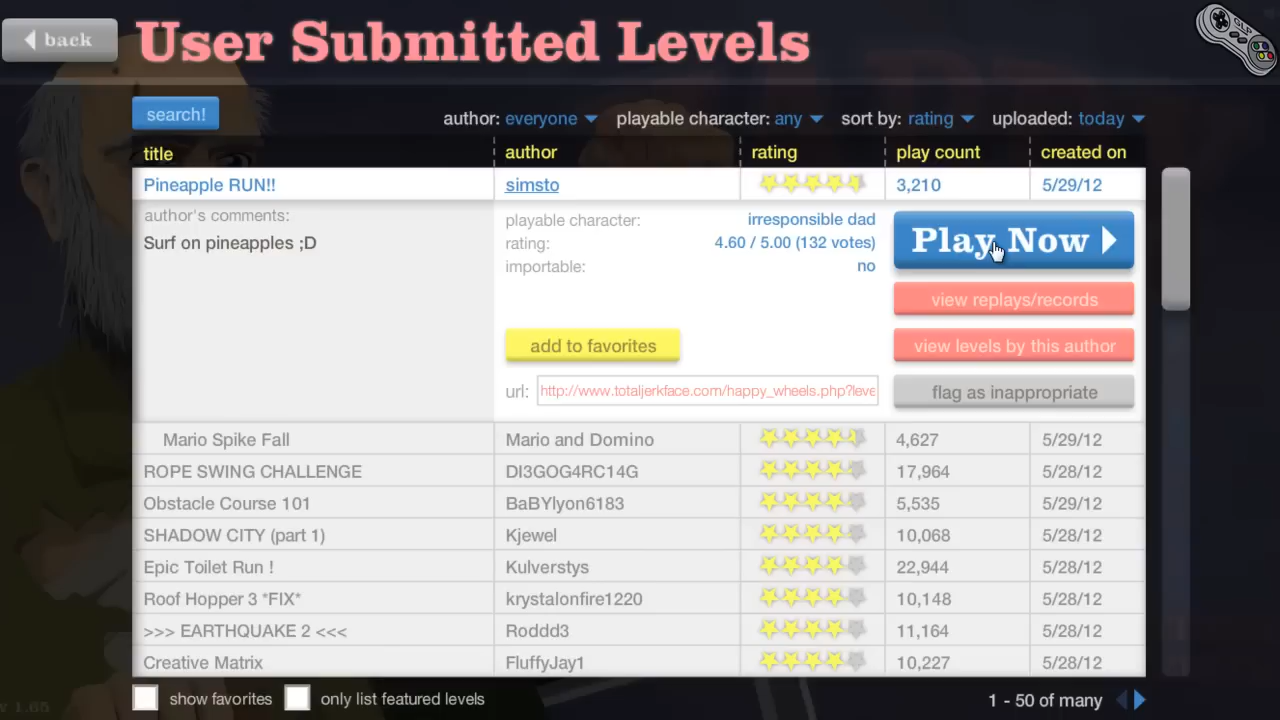 back
User Submitted Levels
search!
author: everyone playable character: any sort by: rating uploaded: today
title author rating play count created on
Pineapple RUN!! simsto 3,210 5/29/12
author's comments:
Surf on pineapples ;D
playable character: irresponsible dad
rating: 4.60 / 5.00 (132 votes)
importable: no
Play Now
view replays/records
add to favorites
view levels by this author
url: http://www.totaljerkface.com/happy_wheels.php?leve
flag as inappropriate
Mario Spike Fall Mario and Domino 4,627 5/29/12
ROPE SWING CHALLENGE DI3GOG4RC14G 17,964 5/28/12
Obstacle Course 101 BaBYlyon6183 5,535 5/29/12
SHADOW CITY (part 1) Kjewel 10,068 5/28/12
Epic Toilet Run ! Kulverstys 22,944 5/28/12
Roof Hopper 3 *FIX* krystalonfire1220 10,148 5/28/12
>>> EARTHQUAKE 2 <<< Roddd3 11,164 5/28/12
Creative Matrix FluffyJay1 10,227 5/28/12
show favorites only list featured levels 1 - 50 of many
v 1.65